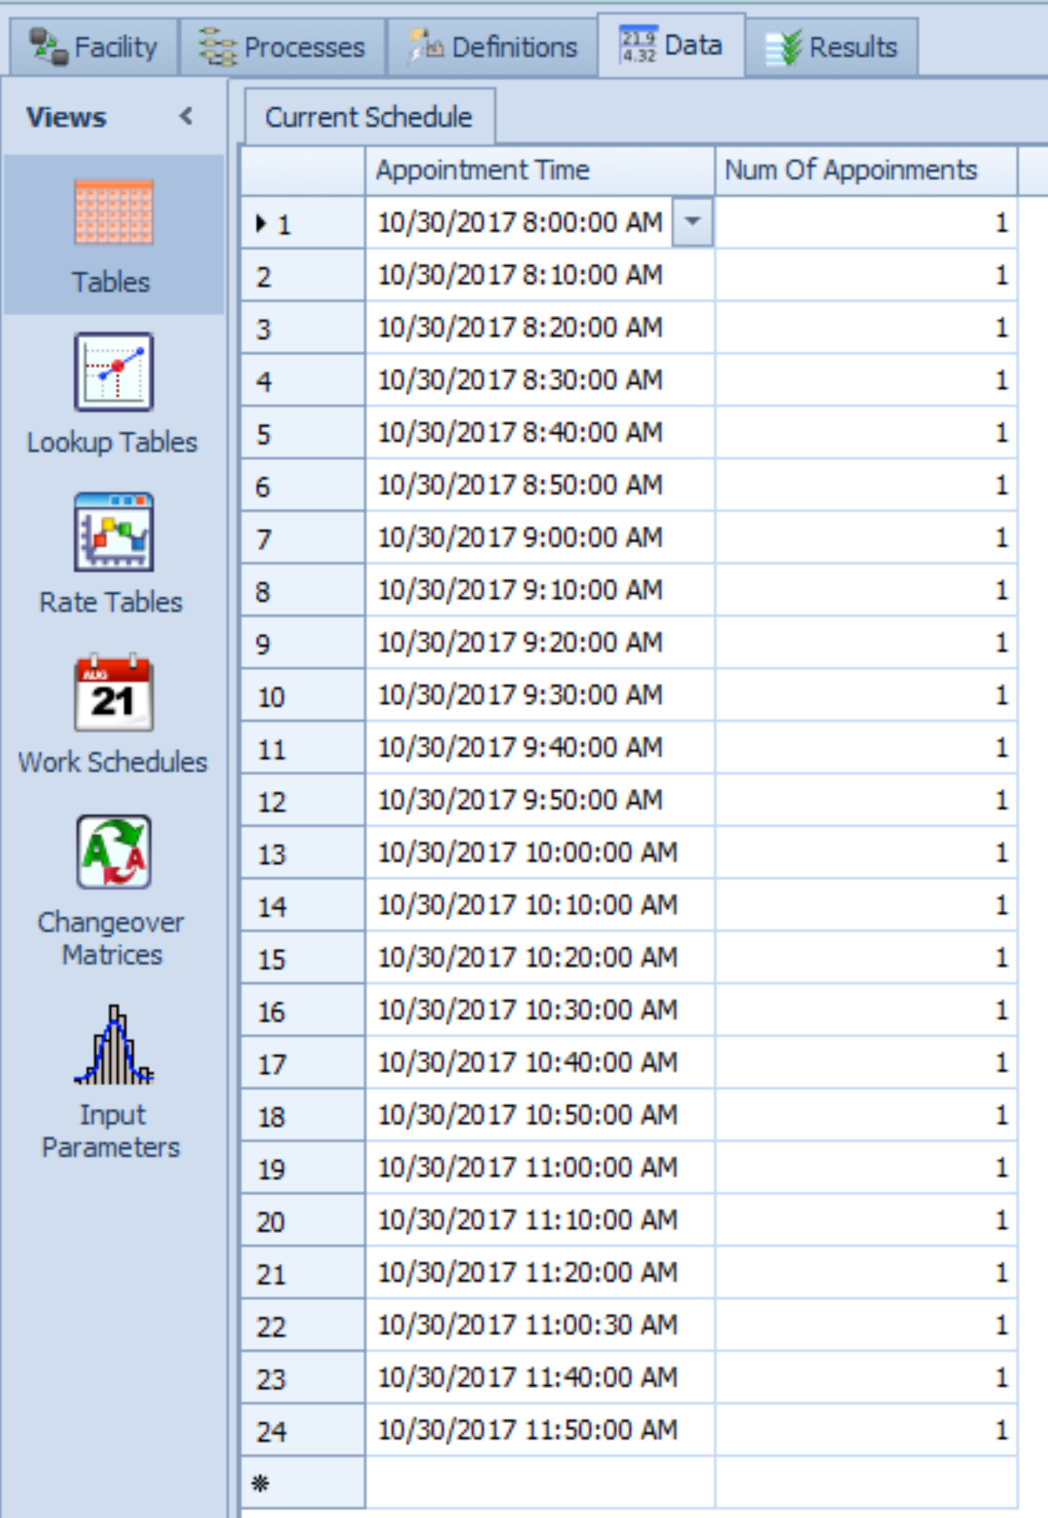 Facility Processes Definitions 21.9 4.32 Data Results
Views <
Current Schedule
Tables
Lookup Tables
Rate Tables
AUG
21
Work Schedules
A A
Changeover
Matrices
Input
Parameters
Appointment Time Num Of Appoinments
1 10/30/2017 8:00:00 AM 1
2 10/30/2017 8:10:00 AM 1
3 10/30/2017 8:20:00 AM 1
4 10/30/2017 8:30:00 AM 1
5 10/30/2017 8:40:00 AM 1
6 10/30/2017 8:50:00 AM 1
7 10/30/2017 9:00:00 AM 1
8 10/30/2017 9:10:00 AM 1
9 10/30/2017 9:20:00 AM 1
10 10/30/2017 9:30:00 AM 1
11 10/30/2017 9:40:00 AM 1
12 10/30/2017 9:50:00 AM 1
13 10/30/2017 10:00:00 AM 1
14 10/30/2017 10:10:00 AM 1
15 10/30/2017 10:20:00 AM 1
16 10/30/2017 10:30:00 AM 1
17 10/30/2017 10:40:00 AM 1
18 10/30/2017 10:50:00 AM 1
19 10/30/2017 11:00:00 AM 1
20 10/30/2017 11:10:00 AM 1
21 10/30/2017 11:20:00 AM 1
22 10/30/2017 11:00:30 AM 1
23 10/30/2017 11:40:00 AM 1
24 10/30/2017 11:50:00 AM 1